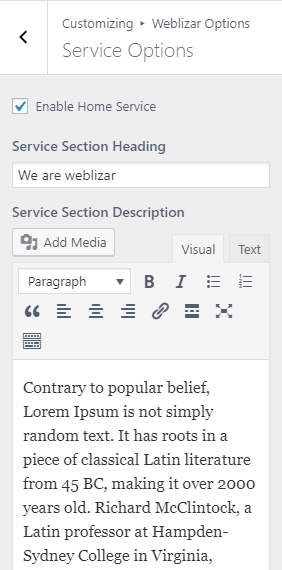 Customizing ▸ Weblizar Options
Service Options
Enable Home Service
Service Section Heading
We are weblizar
Service Section Description
Add Media
Visual Text
Paragraph
Contrary to popular belief,
Lorem Ipsum is not simply
random text. It has roots in a
piece of classical Latin literature
from 45 BC, making it over 2000
years old. Richard McClintock, a
Latin professor at Hampden-
Sydney College in Virginia,